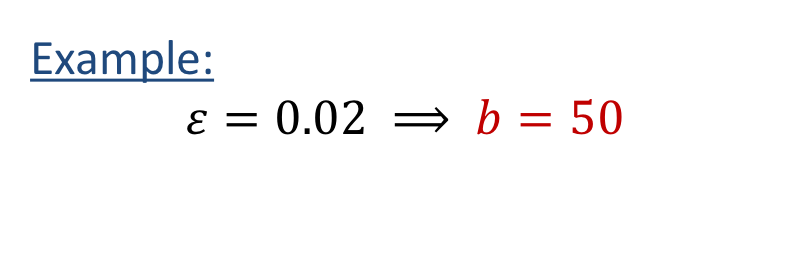 Example:
ε = 0.02 ⟹ b = 50